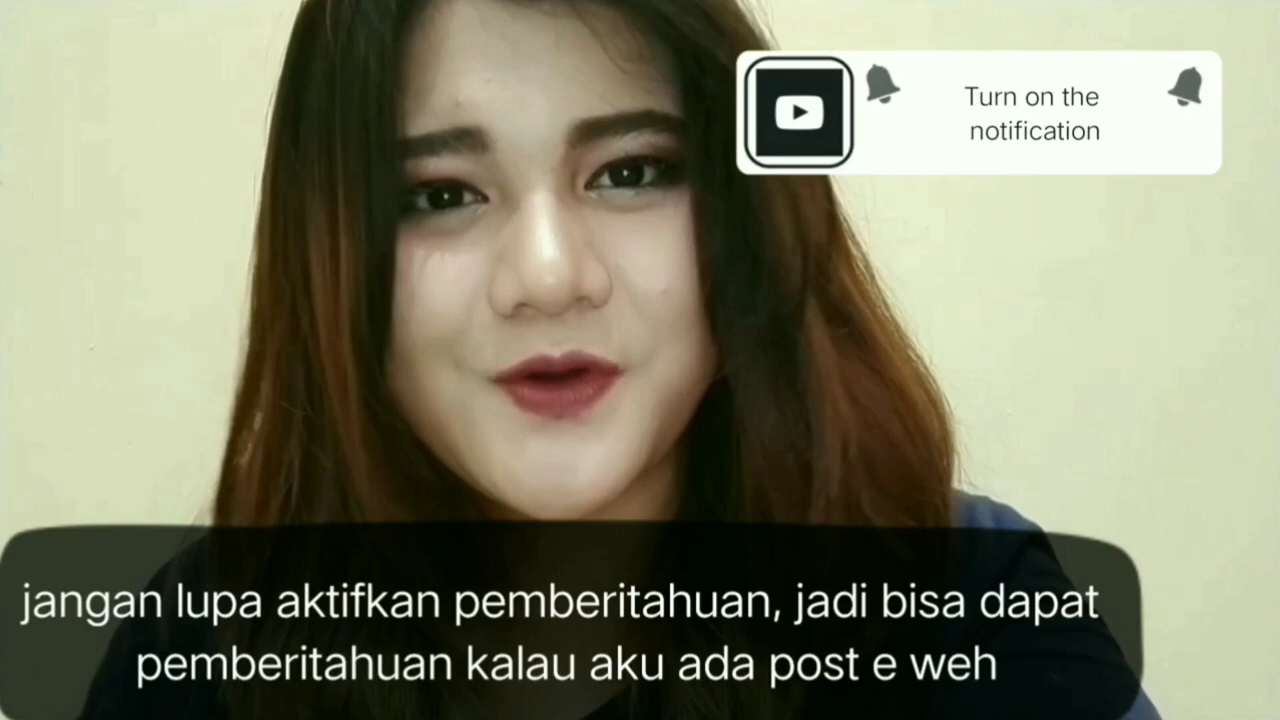 Turn on the
notification
jangan lupa aktifkan pemberitahuan, jadi bisa dapat
pemberitahuan kalau aku ada post e weh